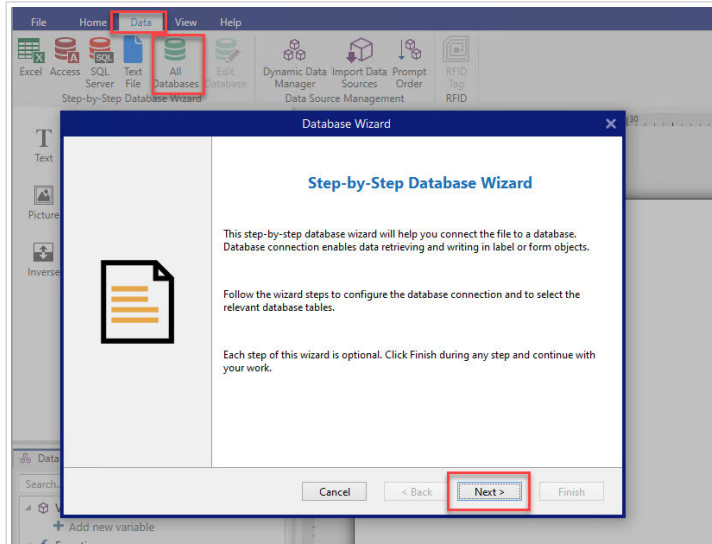 File Home Data View Help
Excel Access SQL Server Text File All Databases Edit Database Dynamic Data Manager Import Data Sources Prompt Order RFID Tag
Step-by-Step Database Wizard Data Source Management RFID
30
Text
Picture
Inverse
Database Wizard
Step-by-Step Database Wizard
This step-by-step database wizard will help you connect the file to a database.
Database connection enables data retrieving and writing in label or form objects.
Follow the wizard steps to configure the database connection and to select the
relevant database tables.
Each step of this wizard is optional. Click Finish during any step and continue with
your work.
Cancel < Back Next > Finish
Data
Search..
V
Add new variable